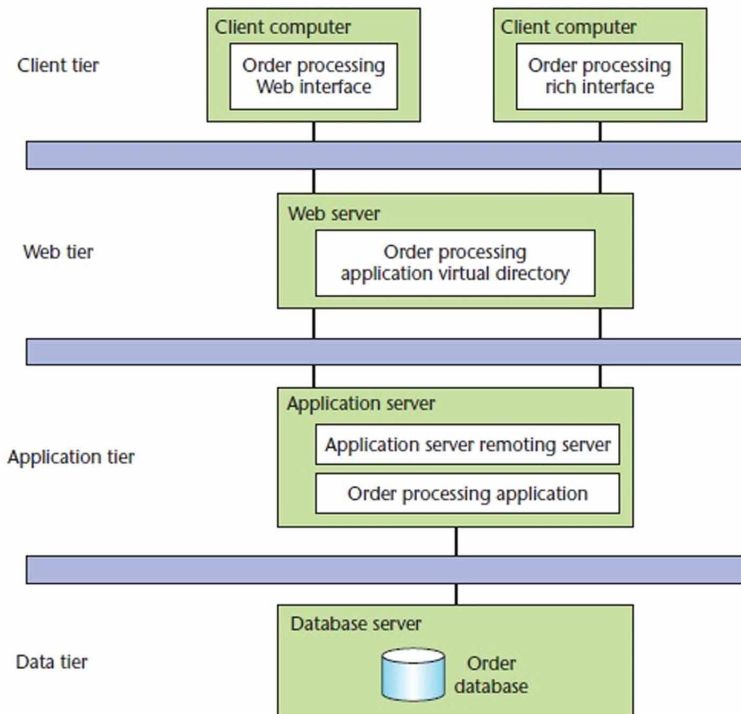 Client computer
Client computer
Client tier
Order processing
Web interface
Order processing
rich interface
Web server
Web tier
Order processing
application virtual directory
Application server
Application tier
Application server remoting server
Order processing application
Database server
Data tier
Order
database